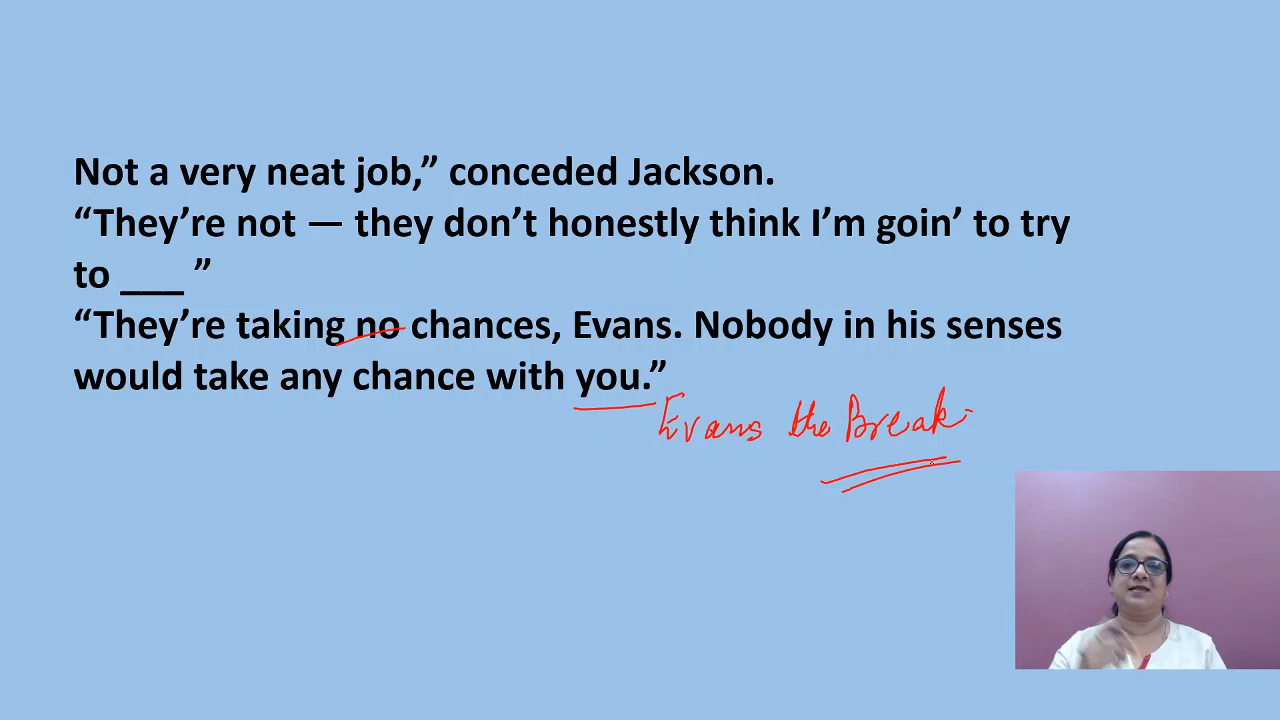 Not a very neat job,” conceded Jackson.
“They’re not — they don’t honestly think I’m goin’ to try
to ___ ”
“They’re taking no chances, Evans. Nobody in his senses
would take any chance with you.”
Evans the Break